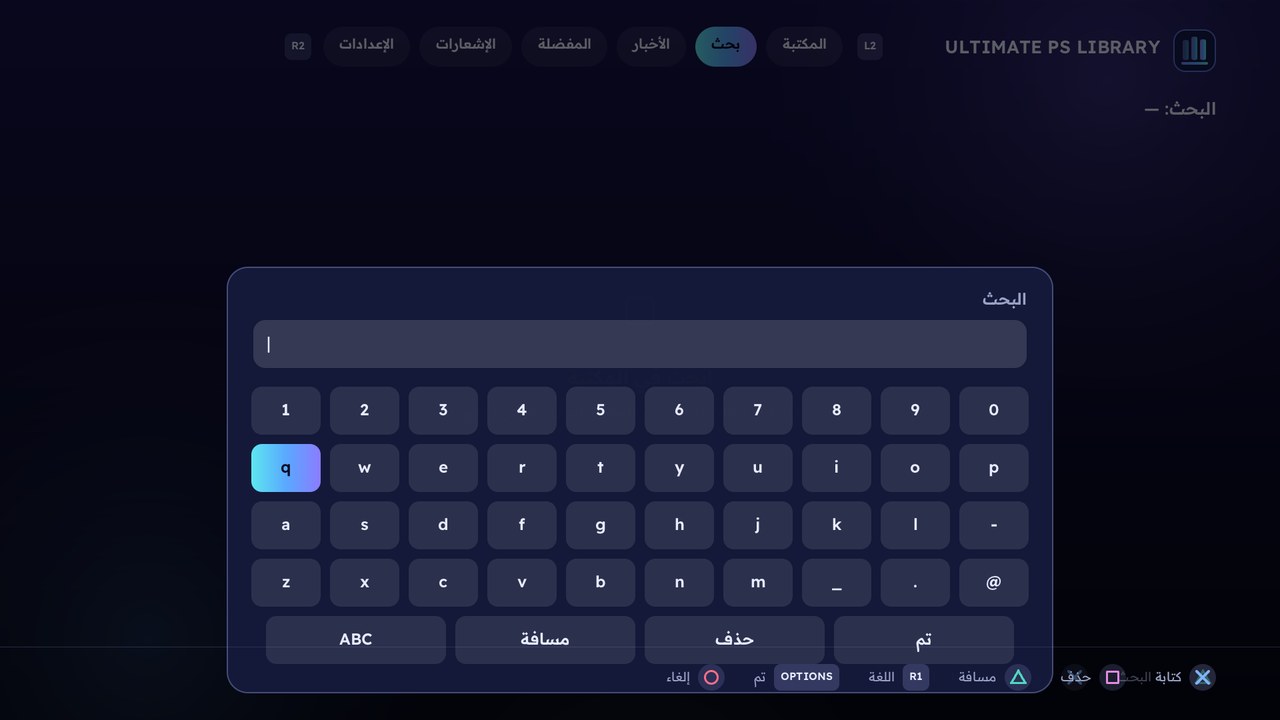 ULTIMATE PS LIBRARY
L2 المكتبة بحث الأخبار المفضلة الإشعارات الإعدادات R2
البحث: —
البحث
1 2 3 4 5 6 7 8 9 0
q w e r t y u i o p
a s d f g h j k l -
z x c v b n m _ . @
ABC مسافة حذف تم
كتابة البحث حذف مسافة R1 اللغة OPTIONS تم إلغاء